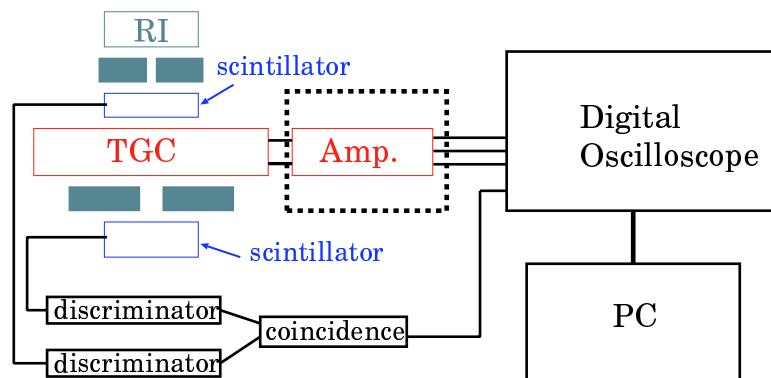 RI
scintillator
TGC
Amp.
Digital
Oscilloscope
scintillator
discriminator
coincidence
discriminator
PC